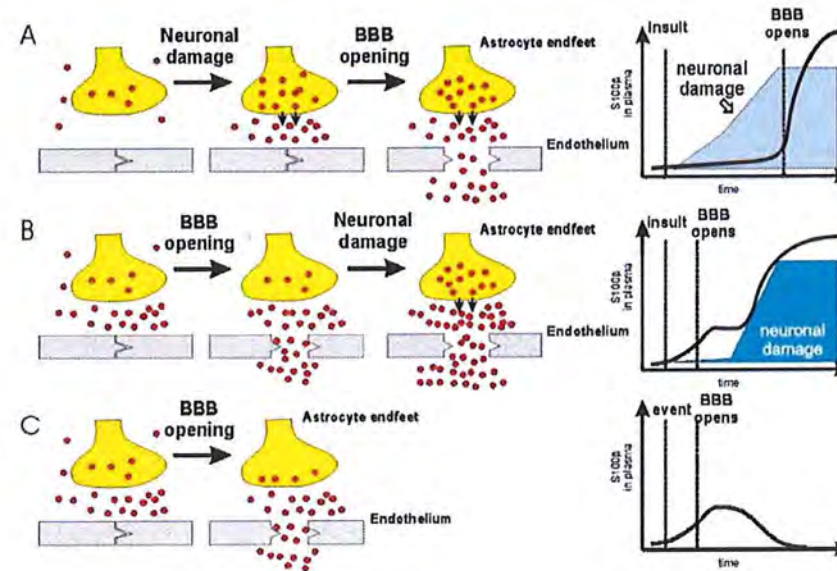 A
Neuronal
damage
BBB
opening
Astrocyte endfeet
Endothelium
Insult
BBB
opens
neuronal
damage
S100β
in plasma
time
B
BBB
opening
Neuronal
damage
Astrocyte endfeet
Endothelium
Insult
BBB
opens
neuronal
damage
S100β
in plasma
time
C
BBB
opening
Astrocyte endfeet
Endothelium
event
BBB
opens
S100β
in plasma
time